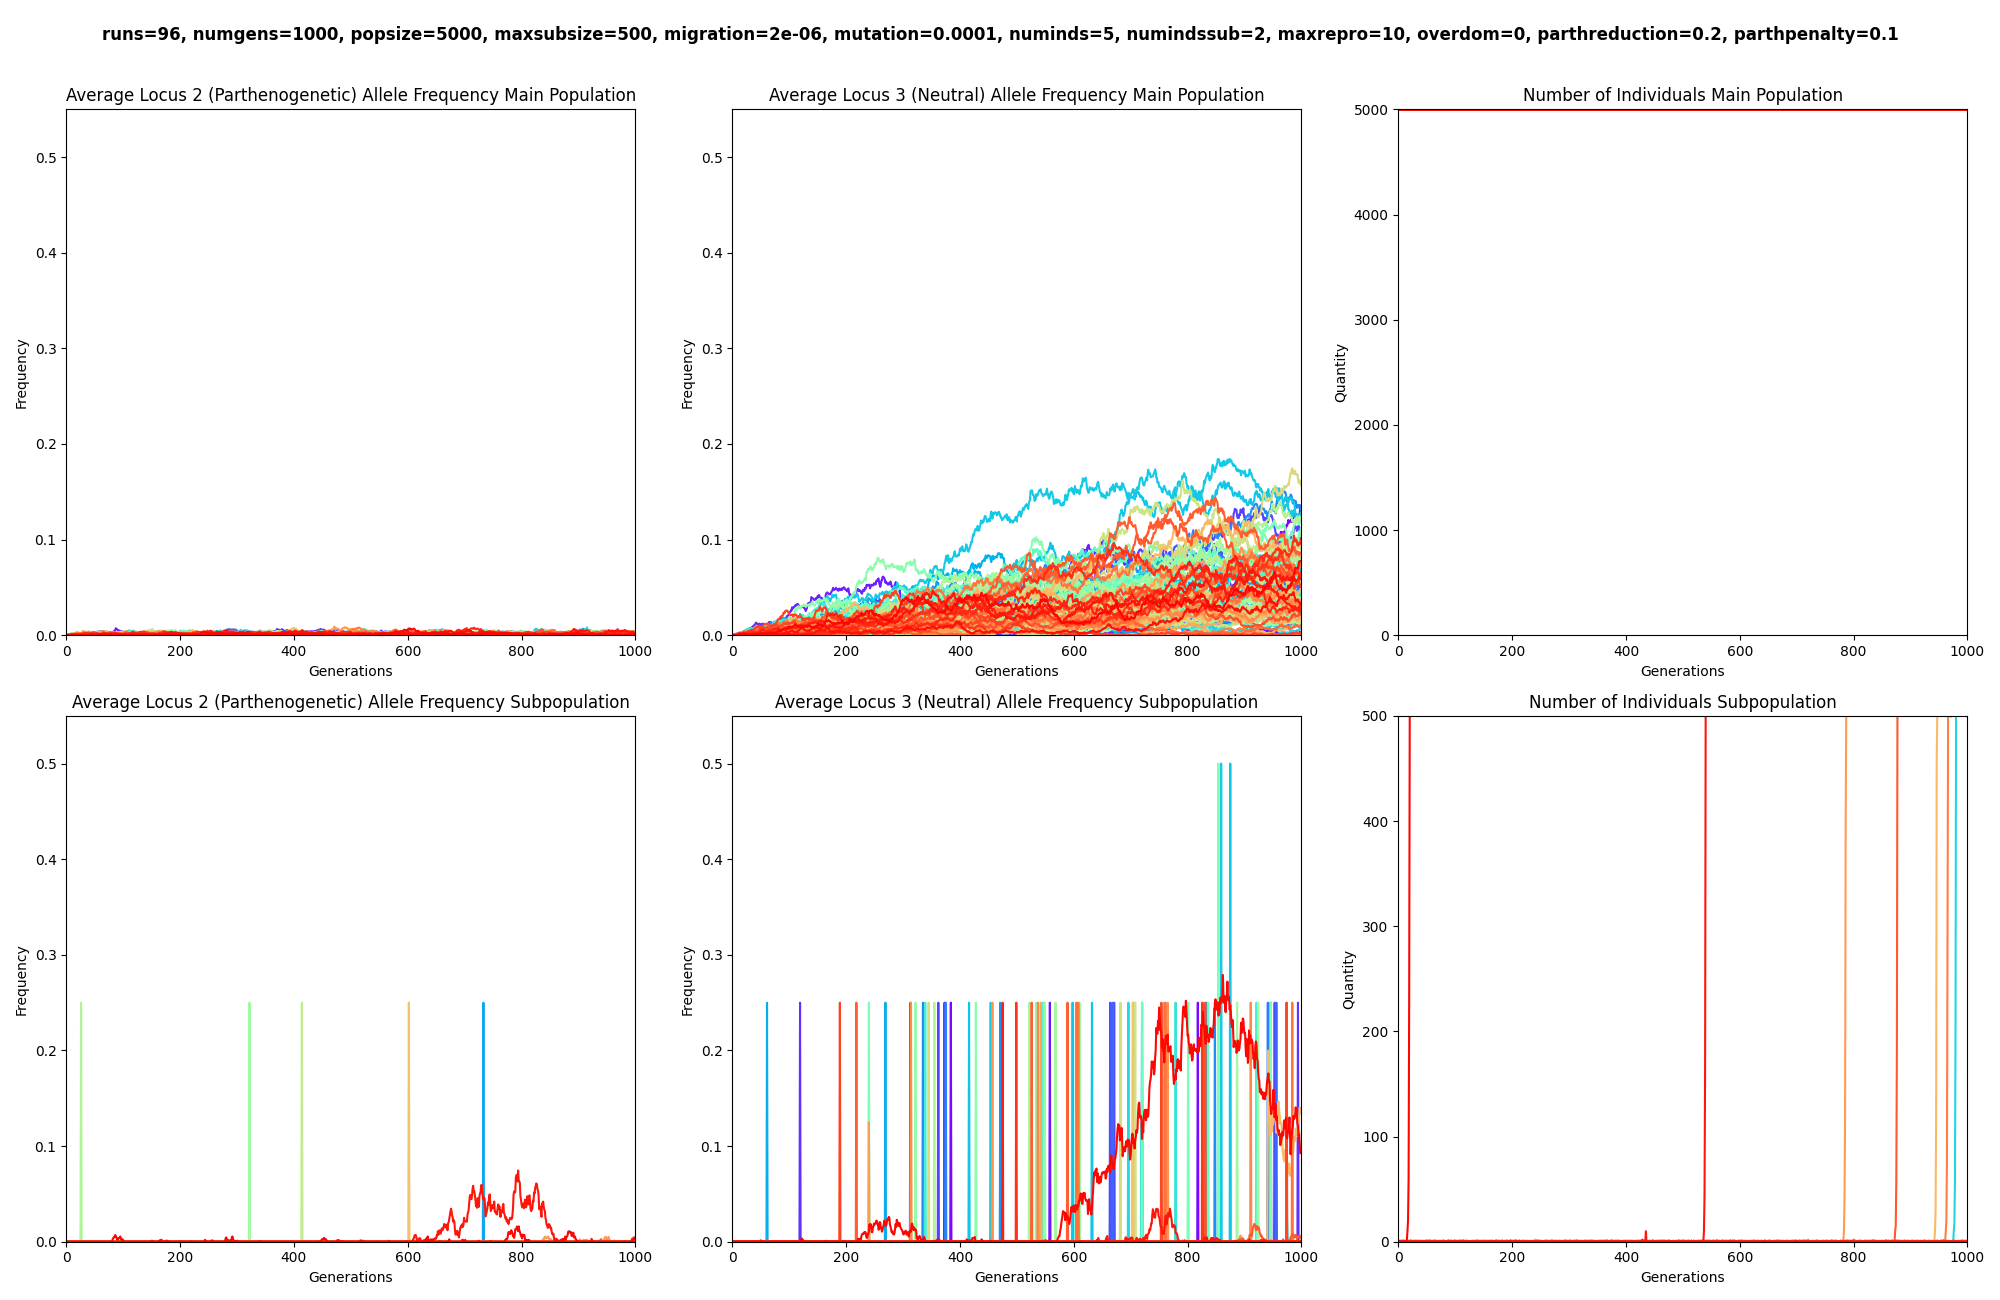 runs=96, numgens=1000, popsize=5000, maxsubsize=500, migration=2e-06, mutation=0.0001, numinds=5, numindssub=2, maxrepro=10, overdom=0, parthreduction=0.2, parthpenalty=0.1
Average Locus 2 (Parthenogenetic) Allele Frequency Main Population
Frequency
0.5
0.4
0.3
0.2
0.1
0.0
0 200 400 600 800 1000
Generations
Average Locus 3 (Neutral) Allele Frequency Main Population
Frequency
0.5
0.4
0.3
0.2
0.1
0.0
0 200 400 600 800 1000
Generations
Number of Individuals Main Population
Quantity
5000
4000
3000
2000
1000
0
0 200 400 600 800 1000
Generations
Average Locus 2 (Parthenogenetic) Allele Frequency Subpopulation
Frequency
0.5
0.4
0.3
0.2
0.1
0.0
0 200 400 600 800 1000
Generations
Average Locus 3 (Neutral) Allele Frequency Subpopulation
Frequency
0.5
0.4
0.3
0.2
0.1
0.0
0 200 400 600 800 1000
Generations
Number of Individuals Subpopulation
Quantity
500
400
300
200
100
0
0 200 400 600 800 1000
Generations